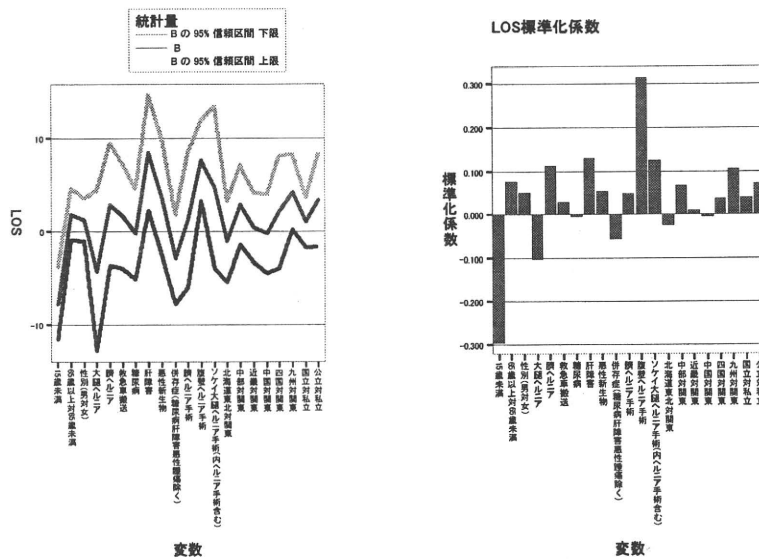 統計量
B の 95% 信頼区間 下限
B
B の 95% 信頼区間 上限
LOS
10
0
-10
15歳未満
65歳以上対65歳未満
性別(男対女)
大腿ヘルニア
臍ヘルニア
救急車搬送
糖尿病
肝障害
悪性新生物
併存症(糖尿病肝障害悪性腫瘍除く)
臍ヘルニア手術
腹壁ヘルニア手術
ソケイ大腿ヘルニア手術(内ヘルニア手術含む)
北海道東北対関東
中部対関東
近畿対関東
中国対関東
四国対関東
九州対関東
国立対私立
公立対私立
変数
LOS標準化係数
標準化係数
0.300
0.200
0.100
0.000
-0.100
-0.200
-0.300
15歳未満
65歳以上対65歳未満
性別(男対女)
大腿ヘルニア
臍ヘルニア
救急車搬送
糖尿病
肝障害
悪性新生物
併存症(糖尿病肝障害悪性腫瘍除く)
臍ヘルニア手術
腹壁ヘルニア手術
ソケイ大腿ヘルニア手術(内ヘルニア手術含む)
北海道東北対関東
中部対関東
近畿対関東
中国対関東
四国対関東
九州対関東
国立対私立
公立対私立
変数